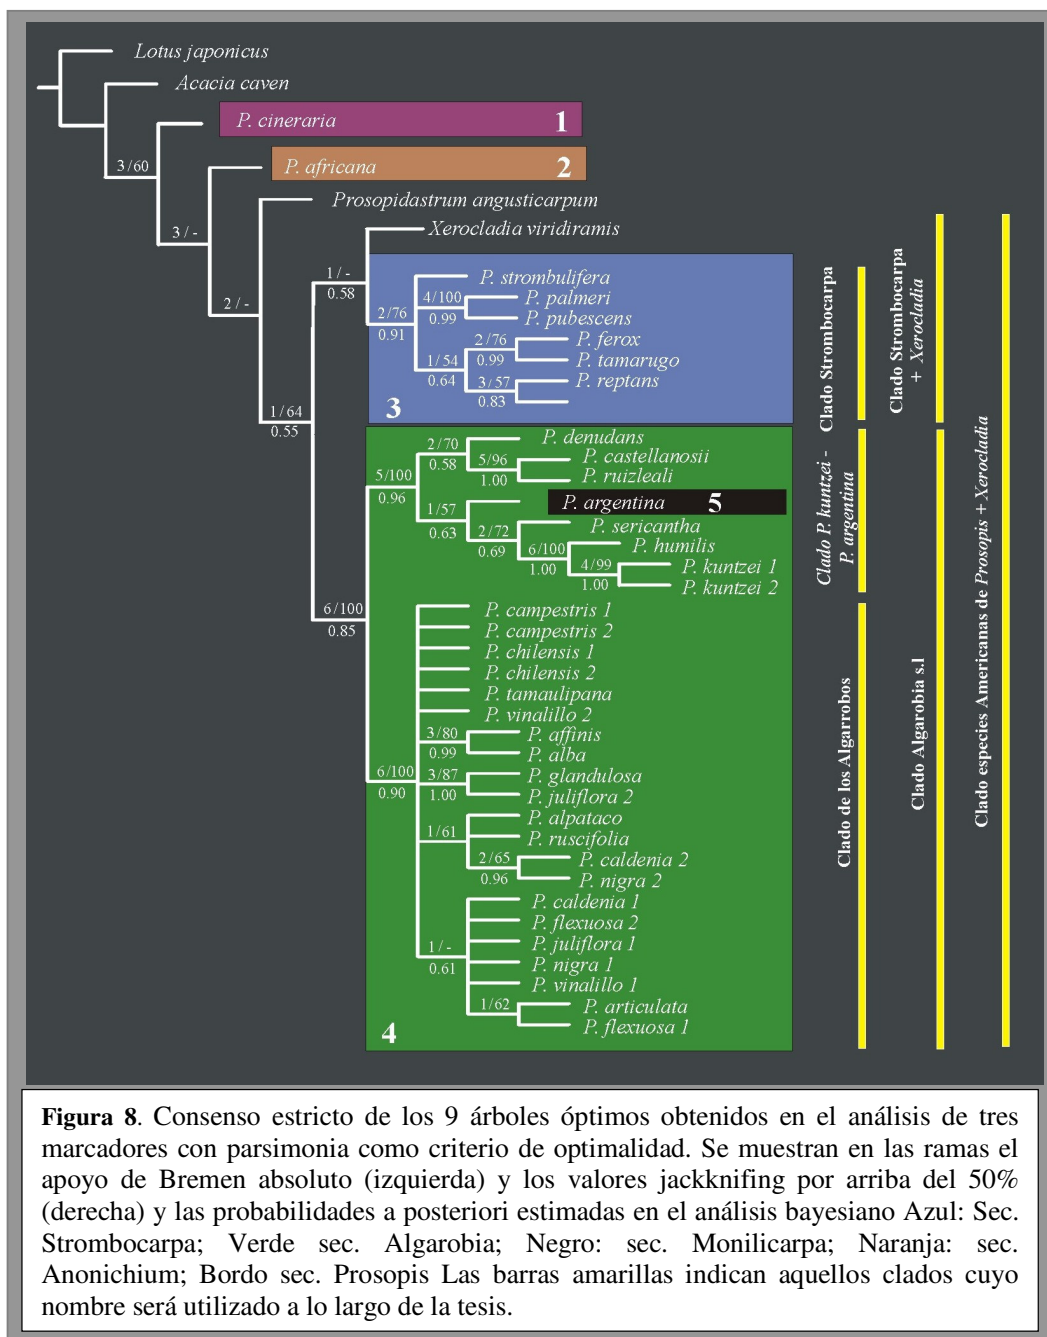 Lotus japonicus
Acacia caven
P. cineraria 1
3/60
P. africana 2
Prosopidastrum angusticarpum
3/-
Xerocladia viridiramis
1/-
0.58
2/-
P. strombulifera
4/100
0.99
P. palmeri
P. pubescens
2/76
0.91
2/76
0.99
P. ferox
P. tamarugo
1/54
0.64
3/57
0.83
P. reptans
3
1/64
0.55
P. denudans
2/70
0.58
5/96
1.00
P. castellanosii
P. ruizleali
5/100
0.96
P. argentina 5
1/57
0.63
P. sericantha
2/72
0.69
P. humilis
6/100
1.00
4/99
1.00
P. kuntzei 1
P. kuntzei 2
6/100
0.85
P. campestris 1
P. campestris 2
P. chilensis 1
P. chilensis 2
P. tamaulipana
P. vinalillo 2
3/80
0.99
P. affinis
P. alba
6/100
0.90
3/87
1.00
P. glandulosa
P. juliflora 2
P. alpataco
1/61
P. ruscifolia
2/65
0.96
P. caldenia 2
P. nigra 2
P. caldenia 1
P. flexuosa 2
P. juliflora 1
1/-
0.61
P. nigra 1
P. vinalillo 1
1/62
P. articulata
P. flexuosa 1
4
Clado Strombocarpa
Clado P. kuntzei -
P. argentina
Clado de los Algarrobos
Clado Strombocarpa
+ Xerocladia
Clado Algarobia s.l
Clado especies Americanas de Prosopis + Xerocladia
Figura 8. Consenso estricto de los 9 árboles óptimos obtenidos en el análisis de tres
marcadores con parsimonia como criterio de optimalidad. Se muestran en las ramas el
apoyo de Bremen absoluto (izquierda) y los valores jackknifing por arriba del 50%
(derecha) y las probabilidades a posteriori estimadas en el análisis bayesiano Azul: Sec.
Strombocarpa; Verde sec. Algarobia; Negro: sec. Monilicarpa; Naranja: sec.
Anonichium; Bordo sec. Prosopis Las barras amarillas indican aquellos clados cuyo
nombre será utilizado a lo largo de la tesis.